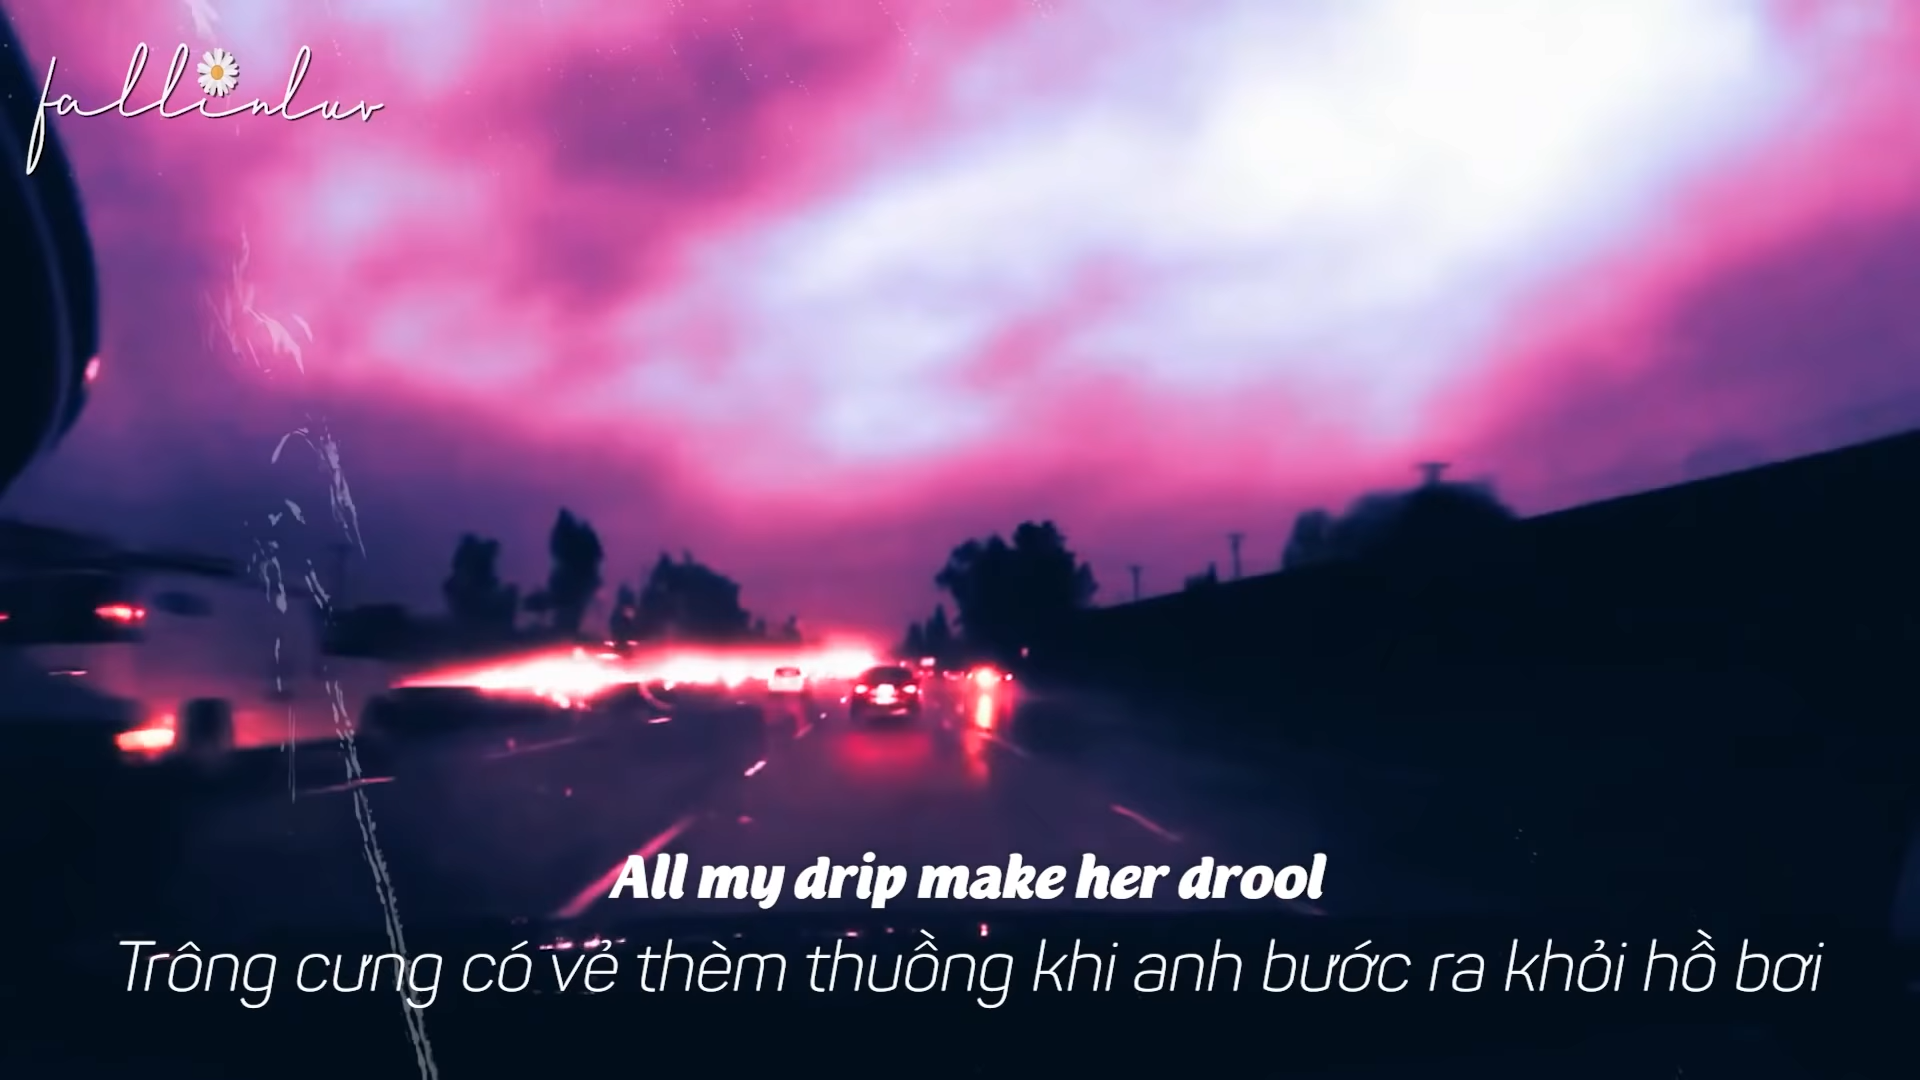 fallinluv
All my drip make her drool
Trông cưng có vẻ thèm thuồng khi anh bước ra khỏi hồ bơi